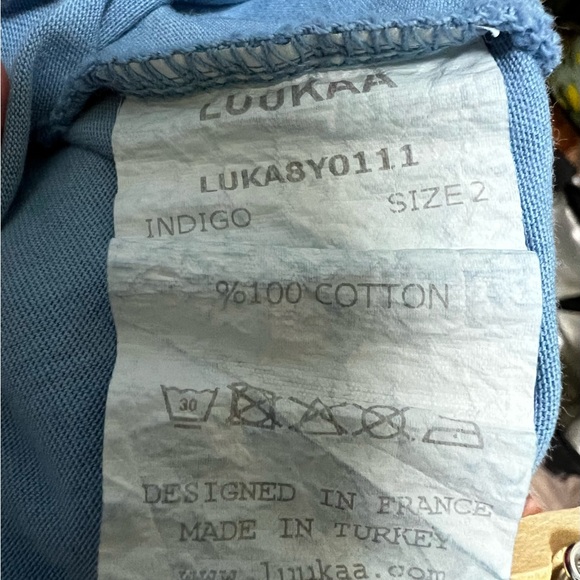 LUUKAA
LUKA8Y0111
INDIGO SIZE 2
%100 COTTON
30
DESIGNED IN FRANCE
MADE IN TURKEY
www.luukaa.com